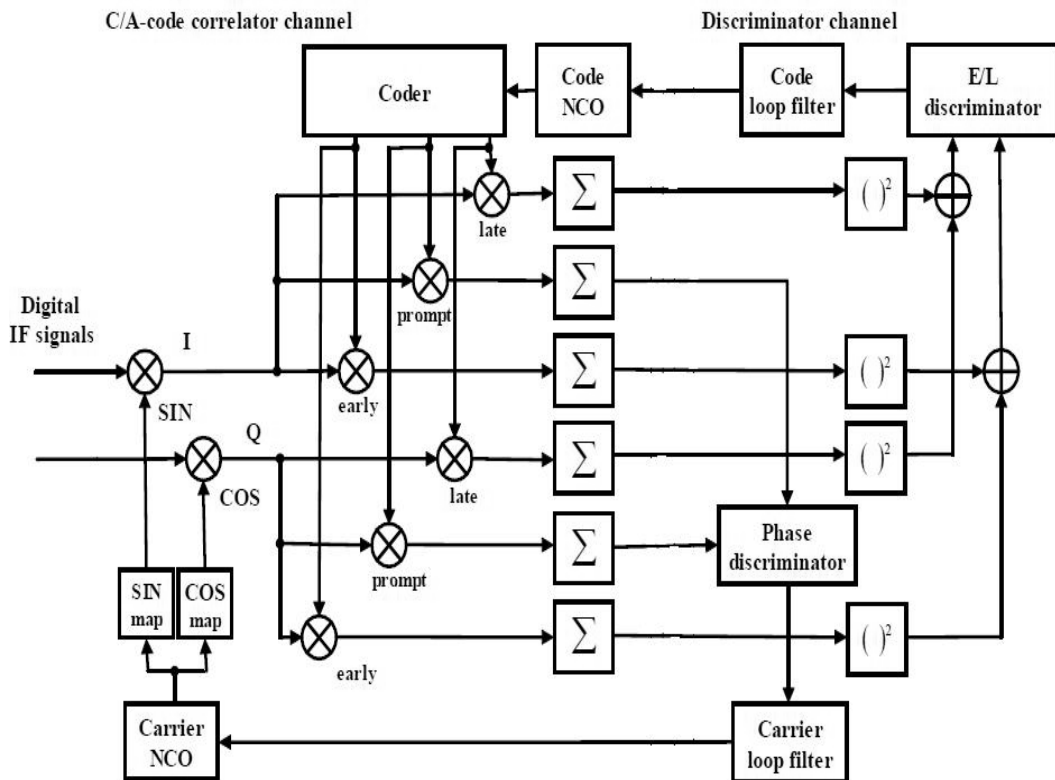 C/A-code correlator channel
Discriminator channel
Coder
Code
NCO
Code
loop filter
E/L
discriminator
late
Σ
( )²
prompt
Σ
Digital
IF signals
I
SIN
early
Σ
( )²
Q
COS
late
Σ
( )²
prompt
Σ
Phase
discriminator
SIN
map
COS
map
early
Σ
( )²
Carrier
NCO
Carrier
loop filter